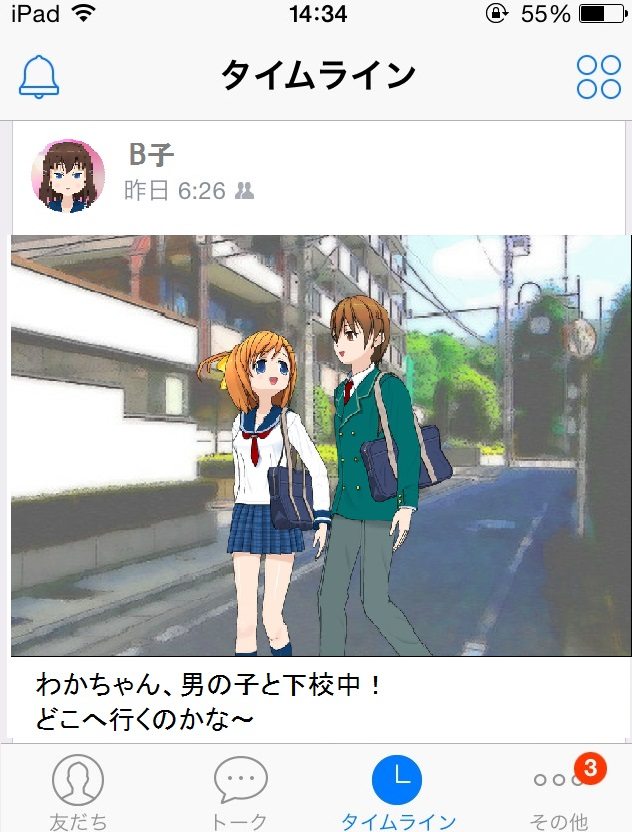 iPad 14:34 55%
タイムライン
B子
昨日 6:26
わかちゃん、男の子と下校中！
どこへ行くのかな〜
3
友だち トーク タイムライン その他